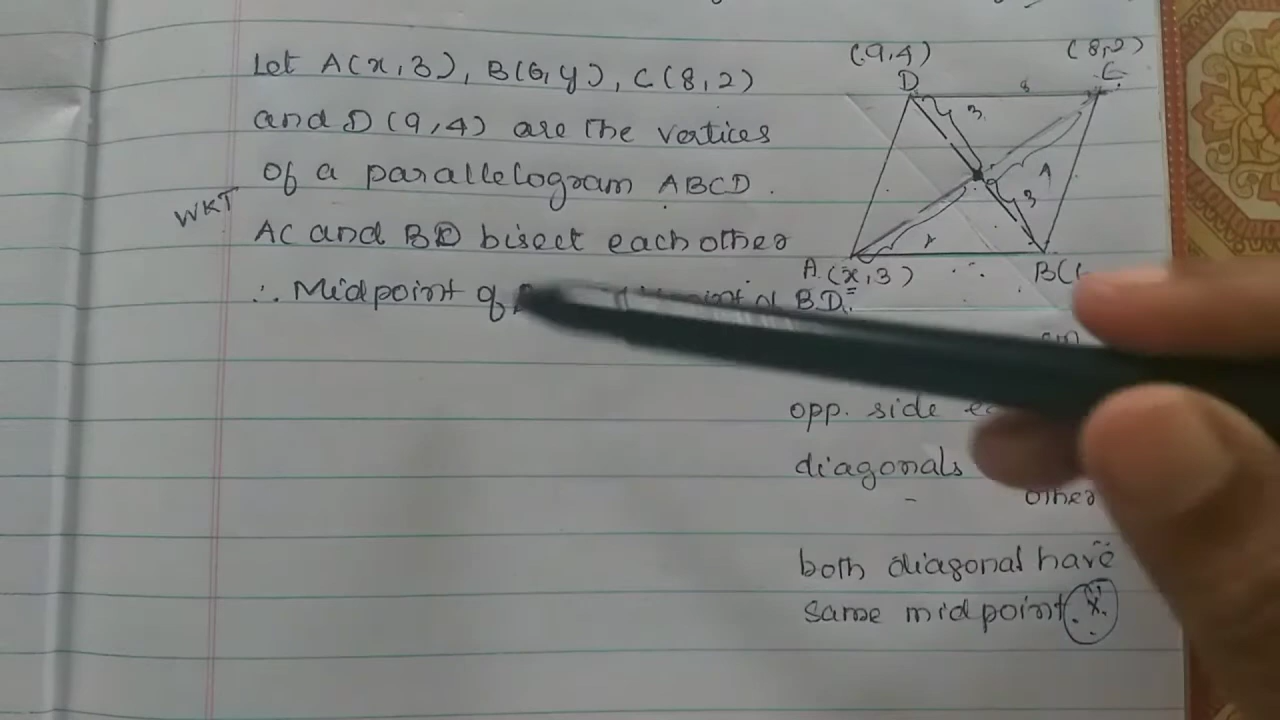 Let A(x,3), B(6,y), C(8,2)
and D(9,4) are the vertices
of a parallelogram ABCD.
WKT
AC and BD bisect each other
∴ Midpoint of BD.
(9,4)
(8,2)
D
C
8
3
A
3
A (x,3)
B(
opp. side
diagonals
other
both diagonal have
same midpoint